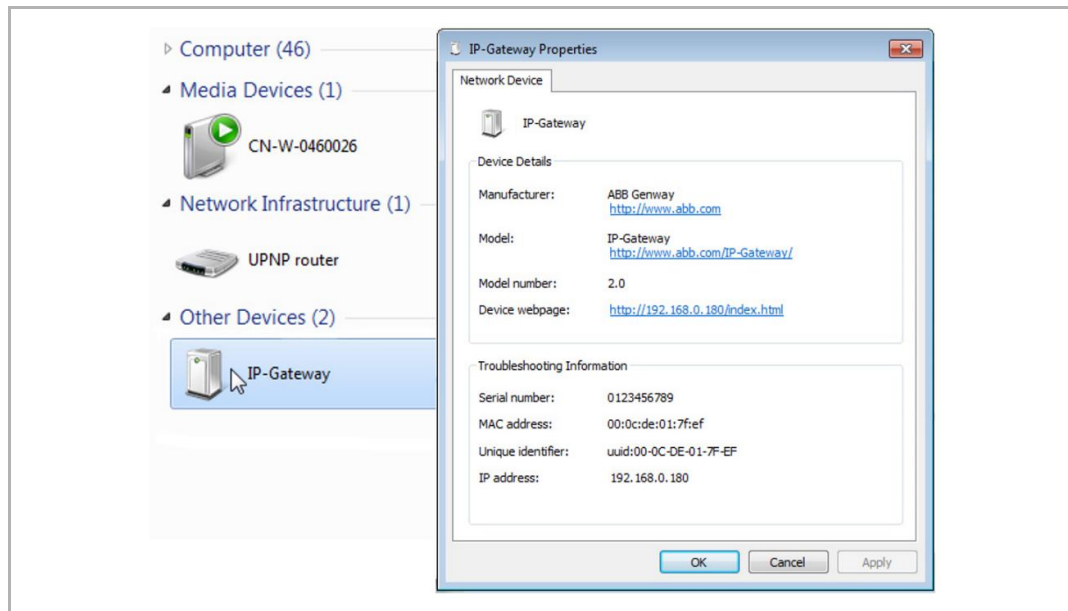 Computer (46)
Media Devices (1)
CN-W-0460026
Network Infrastructure (1)
UPNP router
Other Devices (2)
IP-Gateway
IP-Gateway Properties
Network Device
IP-Gateway
Device Details
Manufacturer: ABB Genway
http://www.abb.com
Model: IP-Gateway
http://www.abb.com/IP-Gateway/
Model number: 2.0
Device webpage: http://192.168.0.180/index.html
Troubleshooting Information
Serial number: 0123456789
MAC address: 00:0c:de:01:7f:ef
Unique identifier: uuid:00-0C-DE-01-7F-EF
IP address: 192.168.0.180
OK Cancel Apply